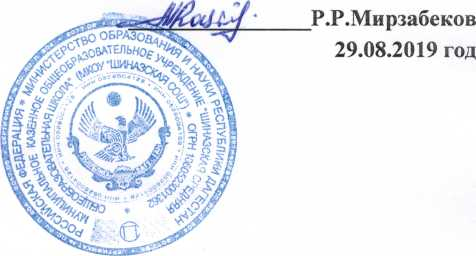 Р.Р.Мирзабеков
29.08.2019 год
РОССИЙСКАЯ ФЕДЕРАЦИЯ * МИНИСТЕРСТВО ОБРАЗОВАНИЯ И НАУКИ РЕСПУБЛИКИ ДАГЕСТАН
МУНИЦИПАЛЬНОЕ КАЗЕННОЕ ОБЩЕОБРАЗОВАТЕЛЬНОЕ УЧРЕЖДЕНИЕ "ШИНАЗСКАЯ СРЕДНЯЯ
ОБЩЕОБРАЗОВАТЕЛЬНАЯ ШКОЛА" (МКОУ "ШИНАЗСКАЯ СОШ") * ОГРН